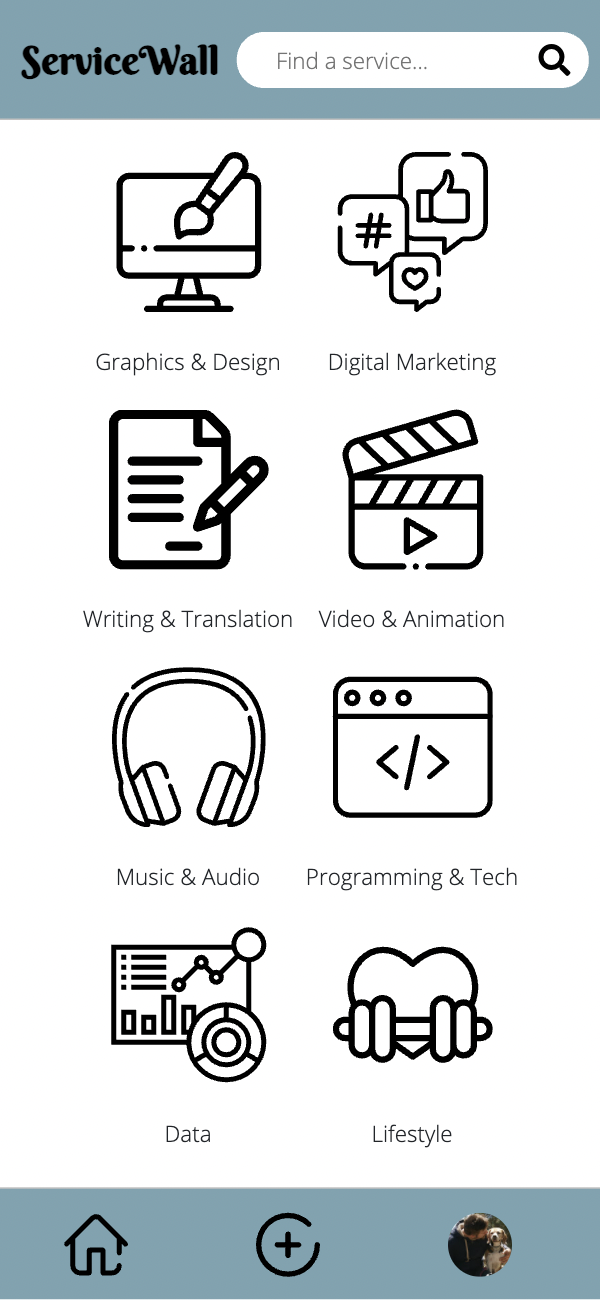 ServiceWall
Find a service...
#
Graphics & Design
Digital Marketing
Writing & Translation
Video & Animation
</>
Music & Audio
Programming & Tech
Data
Lifestyle